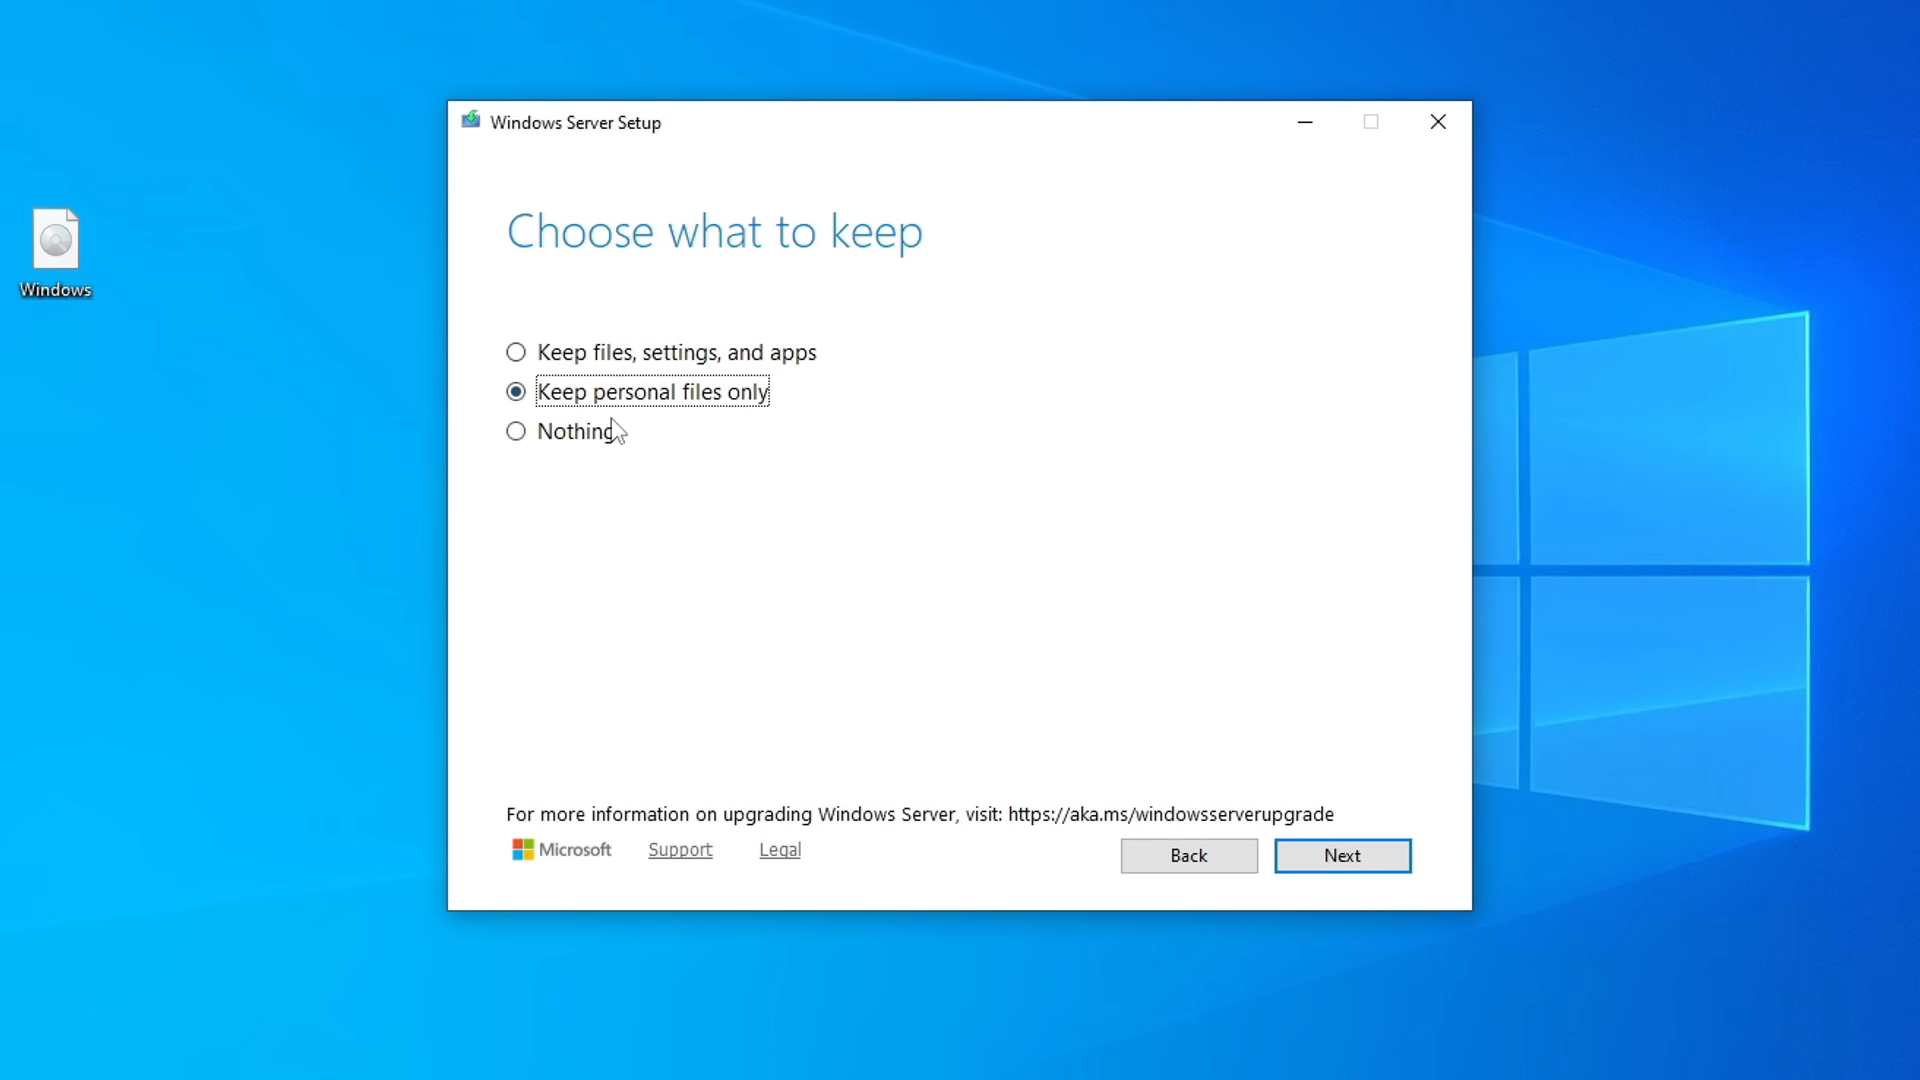 Windows Server Setup
Windows
Choose what to keep
Keep files, settings, and apps
Keep personal files only
Nothing
For more information on upgrading Windows Server, visit: https://aka.ms/windowsserverupgrade
Microsoft Support Legal Back Next